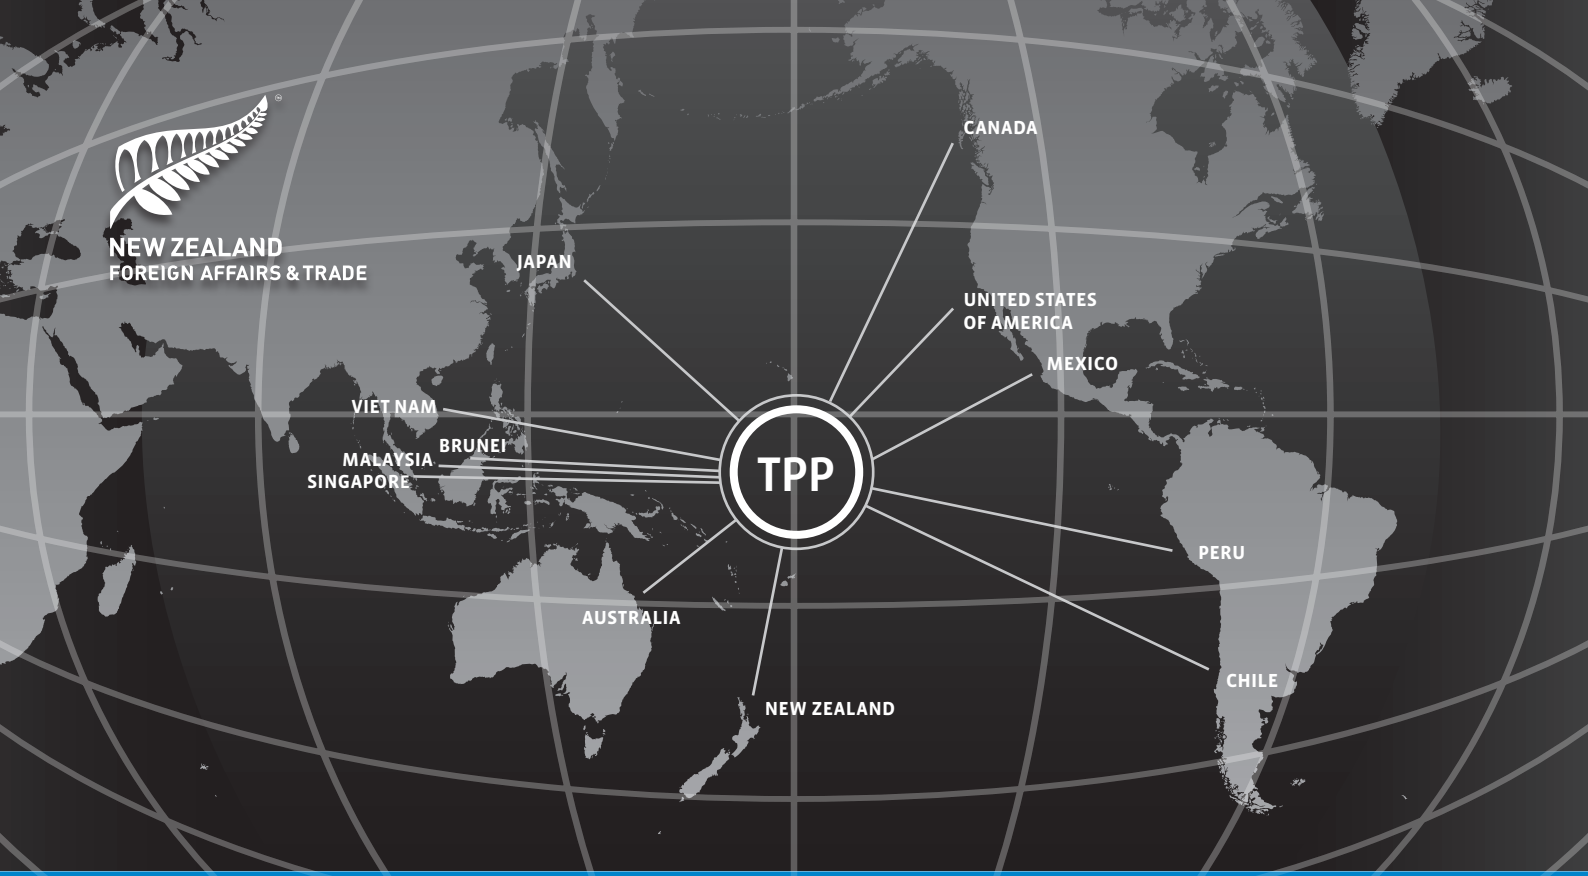 NEW ZEALAND
FOREIGN AFFAIRS & TRADE
CANADA
JAPAN
UNITED STATES
OF AMERICA
MEXICO
VIET NAM
BRUNEI
MALAYSIA
SINGAPORE
TPP
PERU
AUSTRALIA
CHILE
NEW ZEALAND